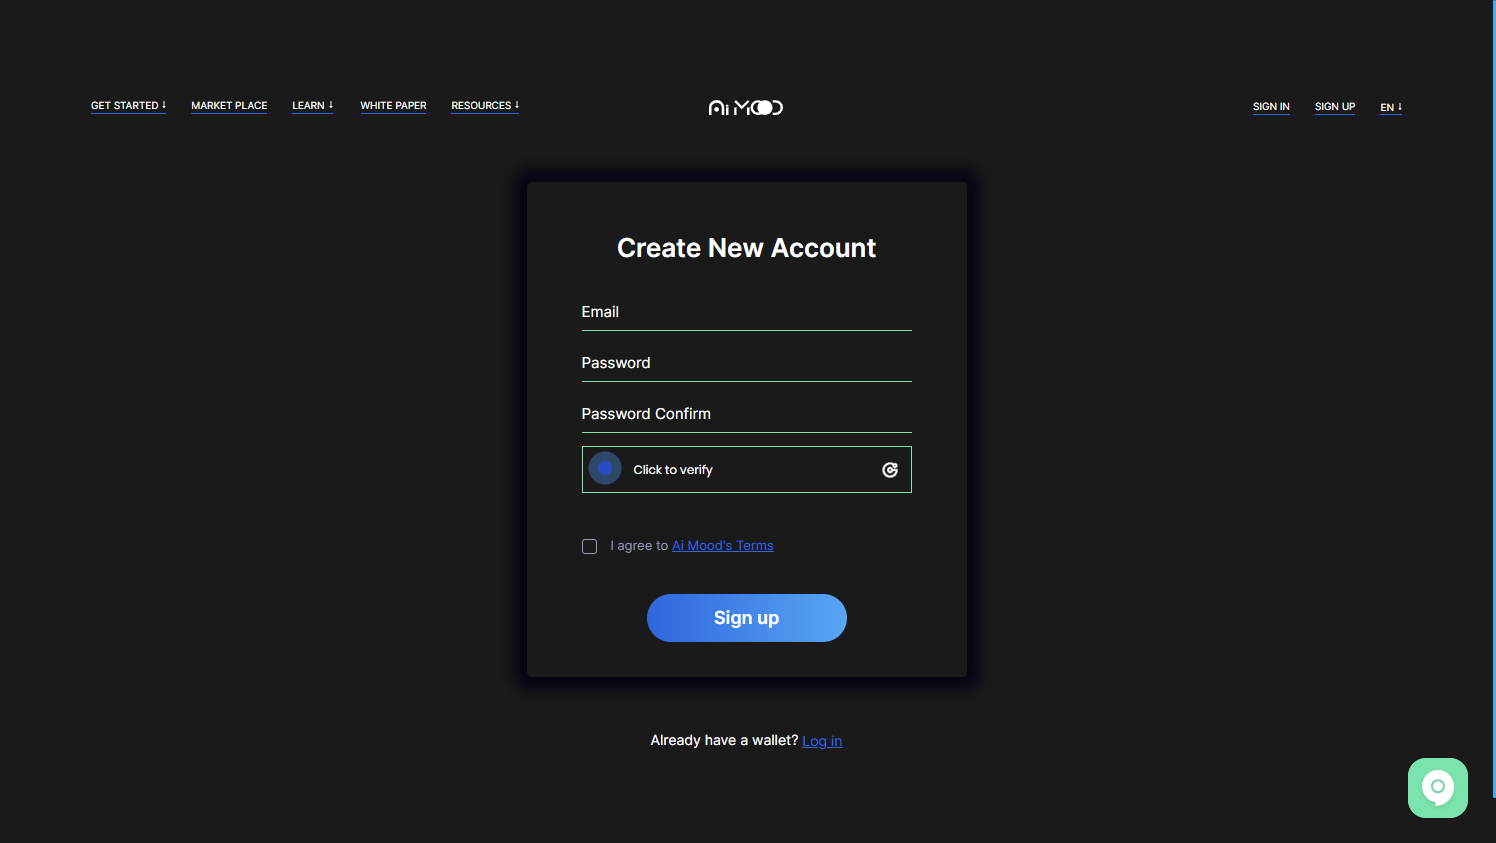 GET STARTED ↓ MARKET PLACE LEARN ↓ WHITE PAPER RESOURCES ↓ Ai MOOD SIGN IN SIGN UP EN ↓
Create New Account
Email
Password
Password Confirm
Click to verify
I agree to Ai Mood's Terms
Sign up
Already have a wallet? Log in